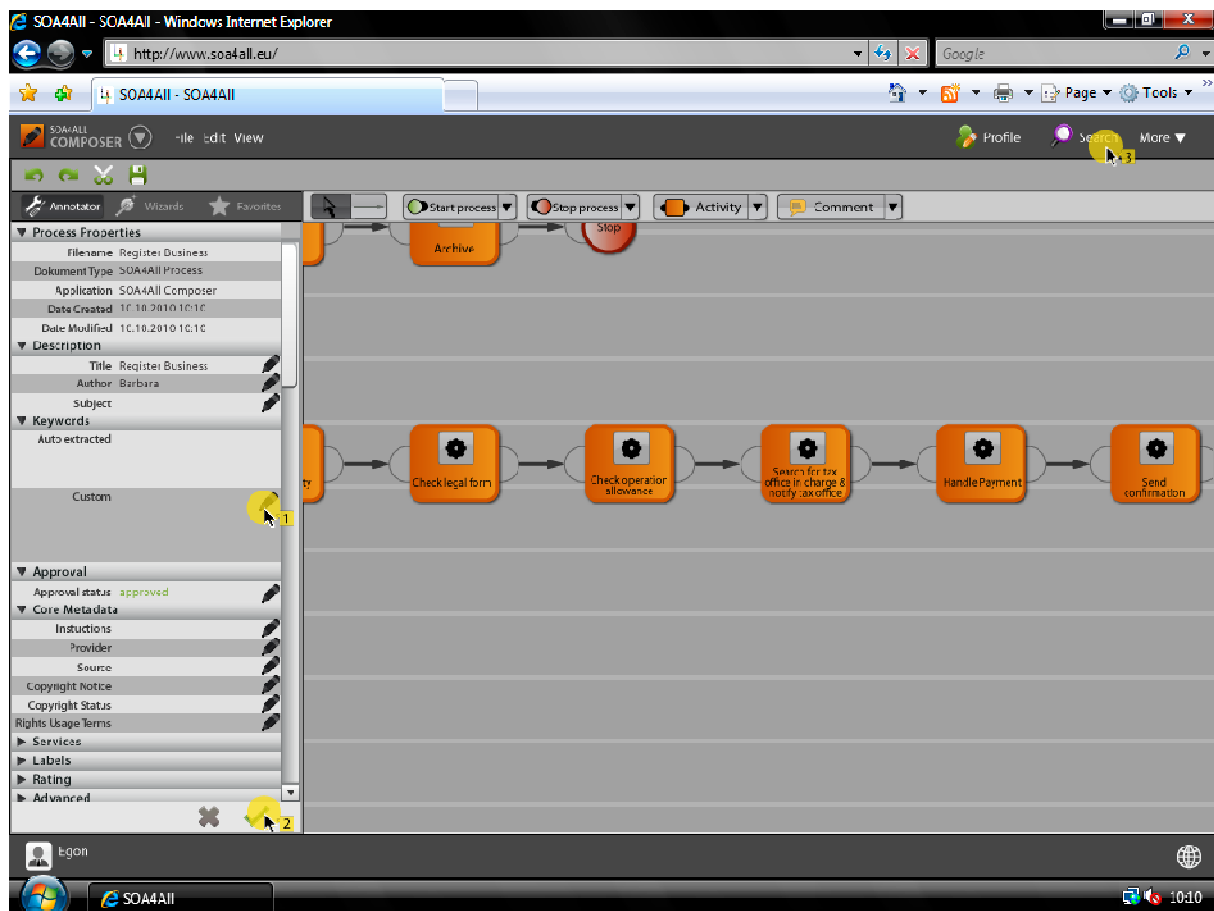 SOA4All - SOA4All - Windows Internet Explorer
http://www.soa4all.eu/
Google
SOA4All - SOA4All
Page
Tools
SOA4ALL
COMPOSER
File Edit View
Profile
Search
More
3
Annotator
Wizards
Favorites
Start process
Stop process
Activity
Comment
Process Properties
Filename Register Business
Dokument Type SOA4All Process
Application SOA4All Composer
Date Created 10.10.2010 10:10
Date Modified 10.10.2010 10:10
Description
Title Register Business
Author Barbara
Subject
Keywords
Auto extracted
Custom
1
Approval
Approval status approved
Core Metadata
Instuctions
Provider
Source
Copyright Notice
Copyright Status
Rights Usage Terms
Services
Labels
Rating
Advanced
2
Archive
Stop
ty
Check legal form
Check operation
allowance
Search for tax
office in charge &
notify tax office
Handle Payment
Send
confirmation
Egon
SOA4All
10:10